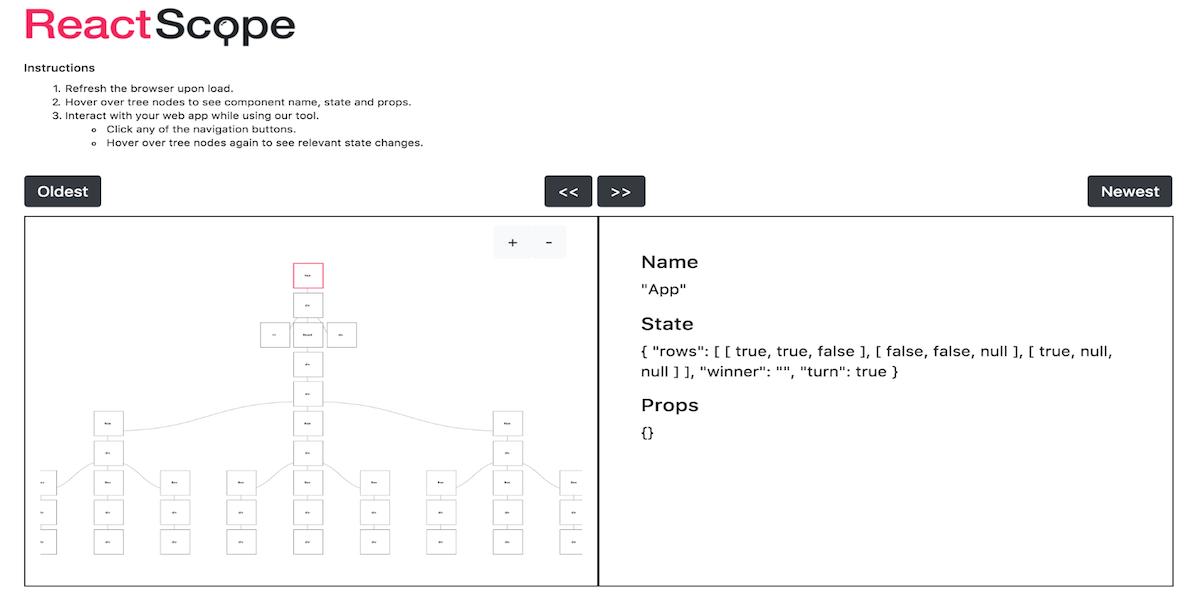 ReactScope
Instructions
1. Refresh the browser upon load.
2. Hover over tree nodes to see component name, state and props.
3. Interact with your web app while using our tool.
Click any of the navigation buttons.
Hover over tree nodes again to see relevant state changes.
Oldest
<<
>>
Newest
+
-
Name
"App"
State
{ "rows": [ [ true, true, false ], [ false, false, null ], [ true, null,
null ] ], "winner": "", "turn": true }
Props
{}